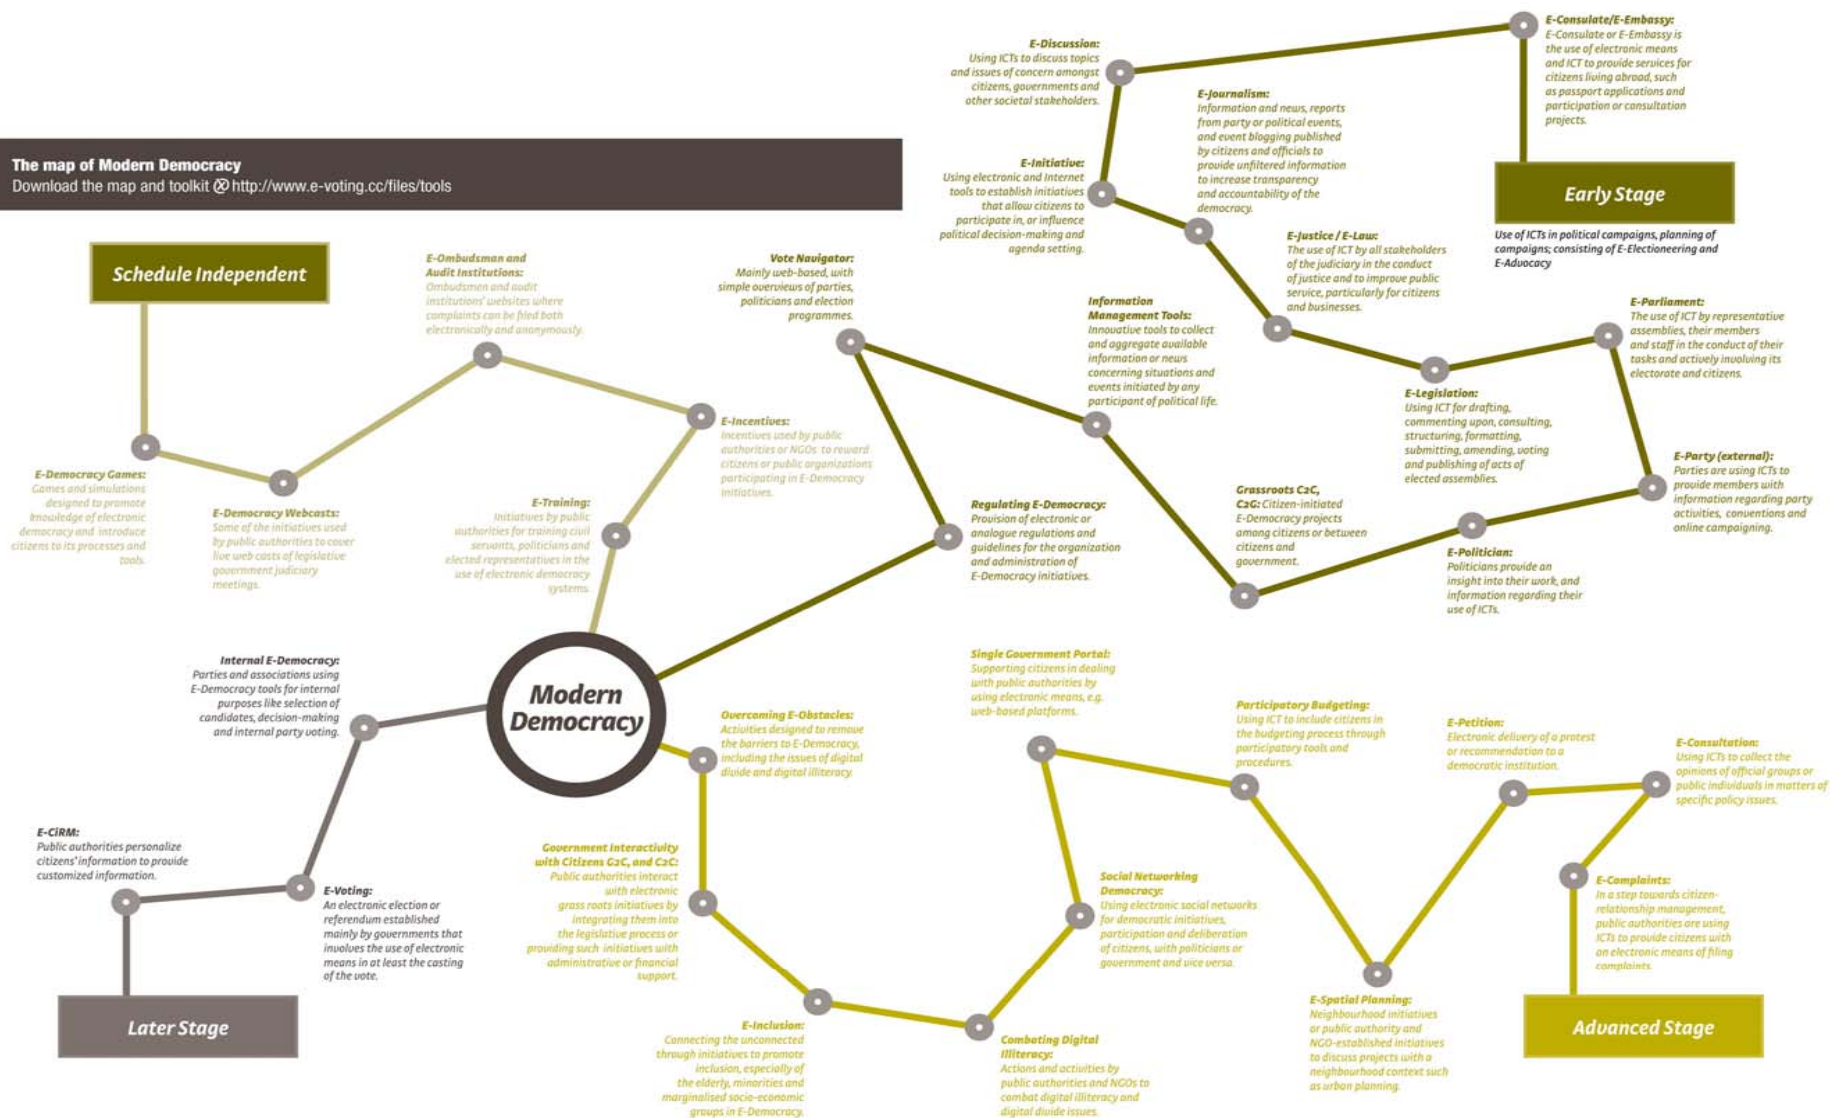 The map of Modern Democracy
Download the map and toolkit @ http://www.e-voting.cc/files/tools
Schedule Independent
E-Democracy Games:
Games and simulations
designed to promote
knowledge of electronic
democracy and introduce
citizens to its processes and
tools.
E-Democracy Webcasts:
Some of the initiatives used
by public authorities to cover
live web casts of legislative
government judiciary
meetings.
E-Ombudsman and
Audit Institutions:
Ombudsmen and audit
institutions' websites where
complaints can be filed both
electronically and anonymously.
E-Incentives:
Incentives used by public
authorities or NGOs to reward
citizens or public organizations
participating in E-Democracy
initiatives.
E-Training:
Initiatives by public
authorities for training civil
servants, politicians and
elected representatives in the
use of electronic democracy
systems.
Early Stage
Use of ICTs in political campaigns, planning of
campaigns; consisting of E-Electioneering and
E-Advocacy
E-Consulate/E-Embassy:
E-Consulate or E-Embassy is
the use of electronic means
and ICT to provide services for
citizens living abroad, such
as passport applications and
participation or consultation
projects.
E-Discussion:
Using ICTs to discuss topics
and issues of concern amongst
citizens, governments and
other societal stakeholders.
E-Initiative:
Using electronic and Internet
tools to establish initiatives
that allow citizens to
participate in, or influence
political decision-making and
agenda setting.
E-Journalism:
Information and news, reports
from party or political events,
and event blogging published
by citizens and officials to
provide unfiltered information
to increase transparency
and accountability of the
democracy.
E-Justice / E-Law:
The use of ICT by all stakeholders
of the judiciary in the conduct
of justice and to improve public
service, particularly for citizens
and businesses.
E-Legislation:
Using ICT for drafting,
commenting upon, consulting,
structuring, formatting,
submitting, amending, voting
and publishing of acts of
elected assemblies.
E-Parliament:
The use of ICT by representative
assemblies, their members
and staff in the conduct of their
tasks and actively involving its
electorate and citizens.
E-Party (external):
Parties are using ICTs to
provide members with
information regarding party
activities, conventions and
online campaigning.
E-Politician:
Politicians provide an
insight into their work, and
information regarding their
use of ICTs.
Grassroots C2C,
C2G: Citizen-initiated
E-Democracy projects
among citizens or between
citizens and
government.
Information
Management Tools:
Innovative tools to collect
and aggregate available
information or news
concerning situations and
events initiated by any
participant of political life.
Vote Navigator:
Mainly web-based, with
simple overviews of parties,
politicians and election
programmes.
Regulating E-Democracy:
Provision of electronic or
analogue regulations and
guidelines for the organization
and administration of
E-Democracy initiatives.
Modern
Democracy
Internal E-Democracy:
Parties and associations using
E-Democracy tools for internal
purposes like selection of
candidates, decision-making
and internal party voting.
E-CiRM:
Public authorities personalize
citizens' information to provide
customized information.
E-Voting:
An electronic election or
referendum established
mainly by governments that
involves the use of electronic
means in at least the casting
of the vote.
Later Stage
Overcoming E-Obstacles:
Activities designed to remove
the barriers to E-Democracy,
including the issues of digital
divide and digital illiteracy.
Government Interactivity
with Citizens G2C, and C2C:
Public authorities interact
with electronic
grass roots initiatives by
integrating them into
the legislative process or
providing such initiatives with
administrative or financial
support.
E-Inclusion:
Connecting the unconnected
through initiatives to promote
inclusion, especially of
the elderly, minorities and
marginalised socio-economic
groups in E-Democracy.
Combating Digital
Illiteracy:
Actions and activities by
public authorities and NGOs to
combat digital illiteracy and
digital divide issues.
Social Networking
Democracy:
Using electronic social networks
for democratic initiatives,
participation and deliberation
of citizens, with politicians or
government and vice versa.
Single Government Portal:
Supporting citizens in dealing
with public authorities by
using electronic means, e.g.
web-based platforms.
Participatory Budgeting:
Using ICT to include citizens in
the budgeting process through
participatory tools and
procedures.
E-Spatial Planning:
Neighbourhood initiatives
or public authority and
NGO-established initiatives
to discuss projects with a
neighbourhood context such
as urban planning.
E-Petition:
Electronic delivery of a protest
or recommendation to a
democratic institution.
E-Consultation:
Using ICTs to collect the
opinions of official groups or
public individuals in matters of
specific policy issues.
E-Complaints:
In a step towards citizen-
relationship management,
public authorities are using
ICTs to provide citizens with
an electronic means of filing
complaints.
Advanced Stage